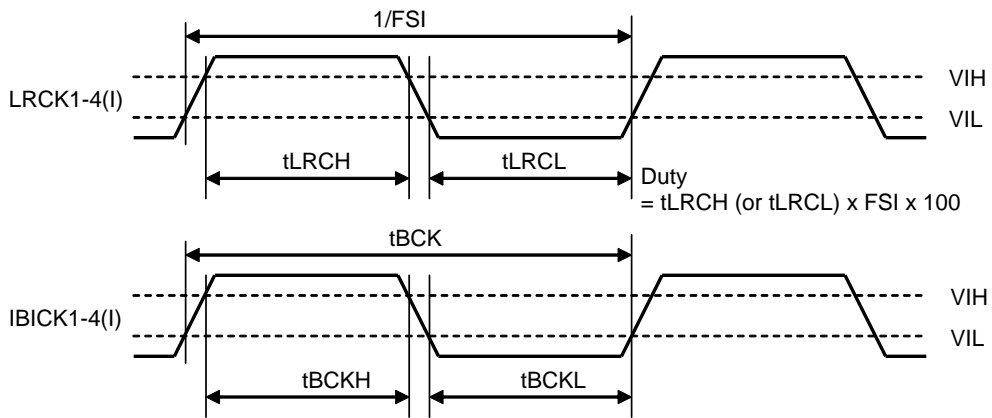 1/FSI
LRCK1-4(I)
VIH
VIL
tLRCH
tLRCL
Duty
= tLRCH (or tLRCL) x FSI x 100
tBCK
IBICK1-4(I)
VIH
VIL
tBCKH
tBCKL